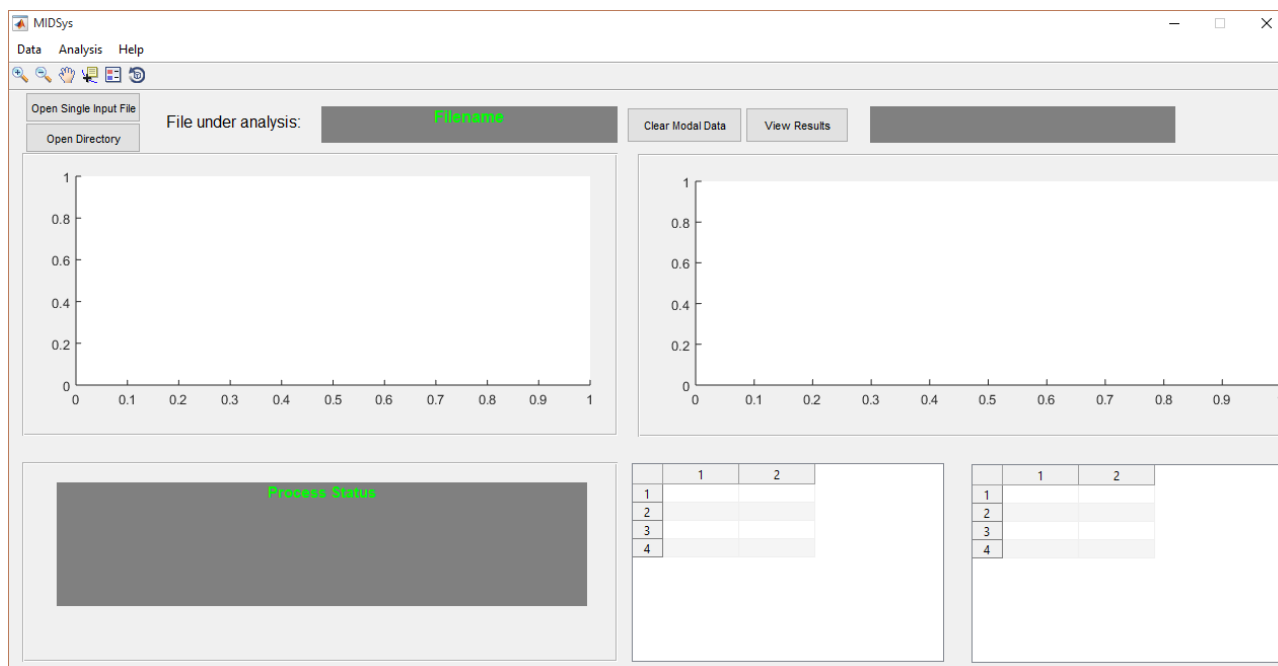 MIDSys
Data Analysis Help
Open Single Input File
Open Directory
File under analysis:
Filename
Clear Modal Data
View Results
1
0.8
0.6
0.4
0.2
0
0 0.1 0.2 0.3 0.4 0.5 0.6 0.7 0.8 0.9 1
1
0.8
0.6
0.4
0.2
0
0 0.1 0.2 0.3 0.4 0.5 0.6 0.7 0.8 0.9
Process Status
1 2
1
2
3
4
1 2
1
2
3
4